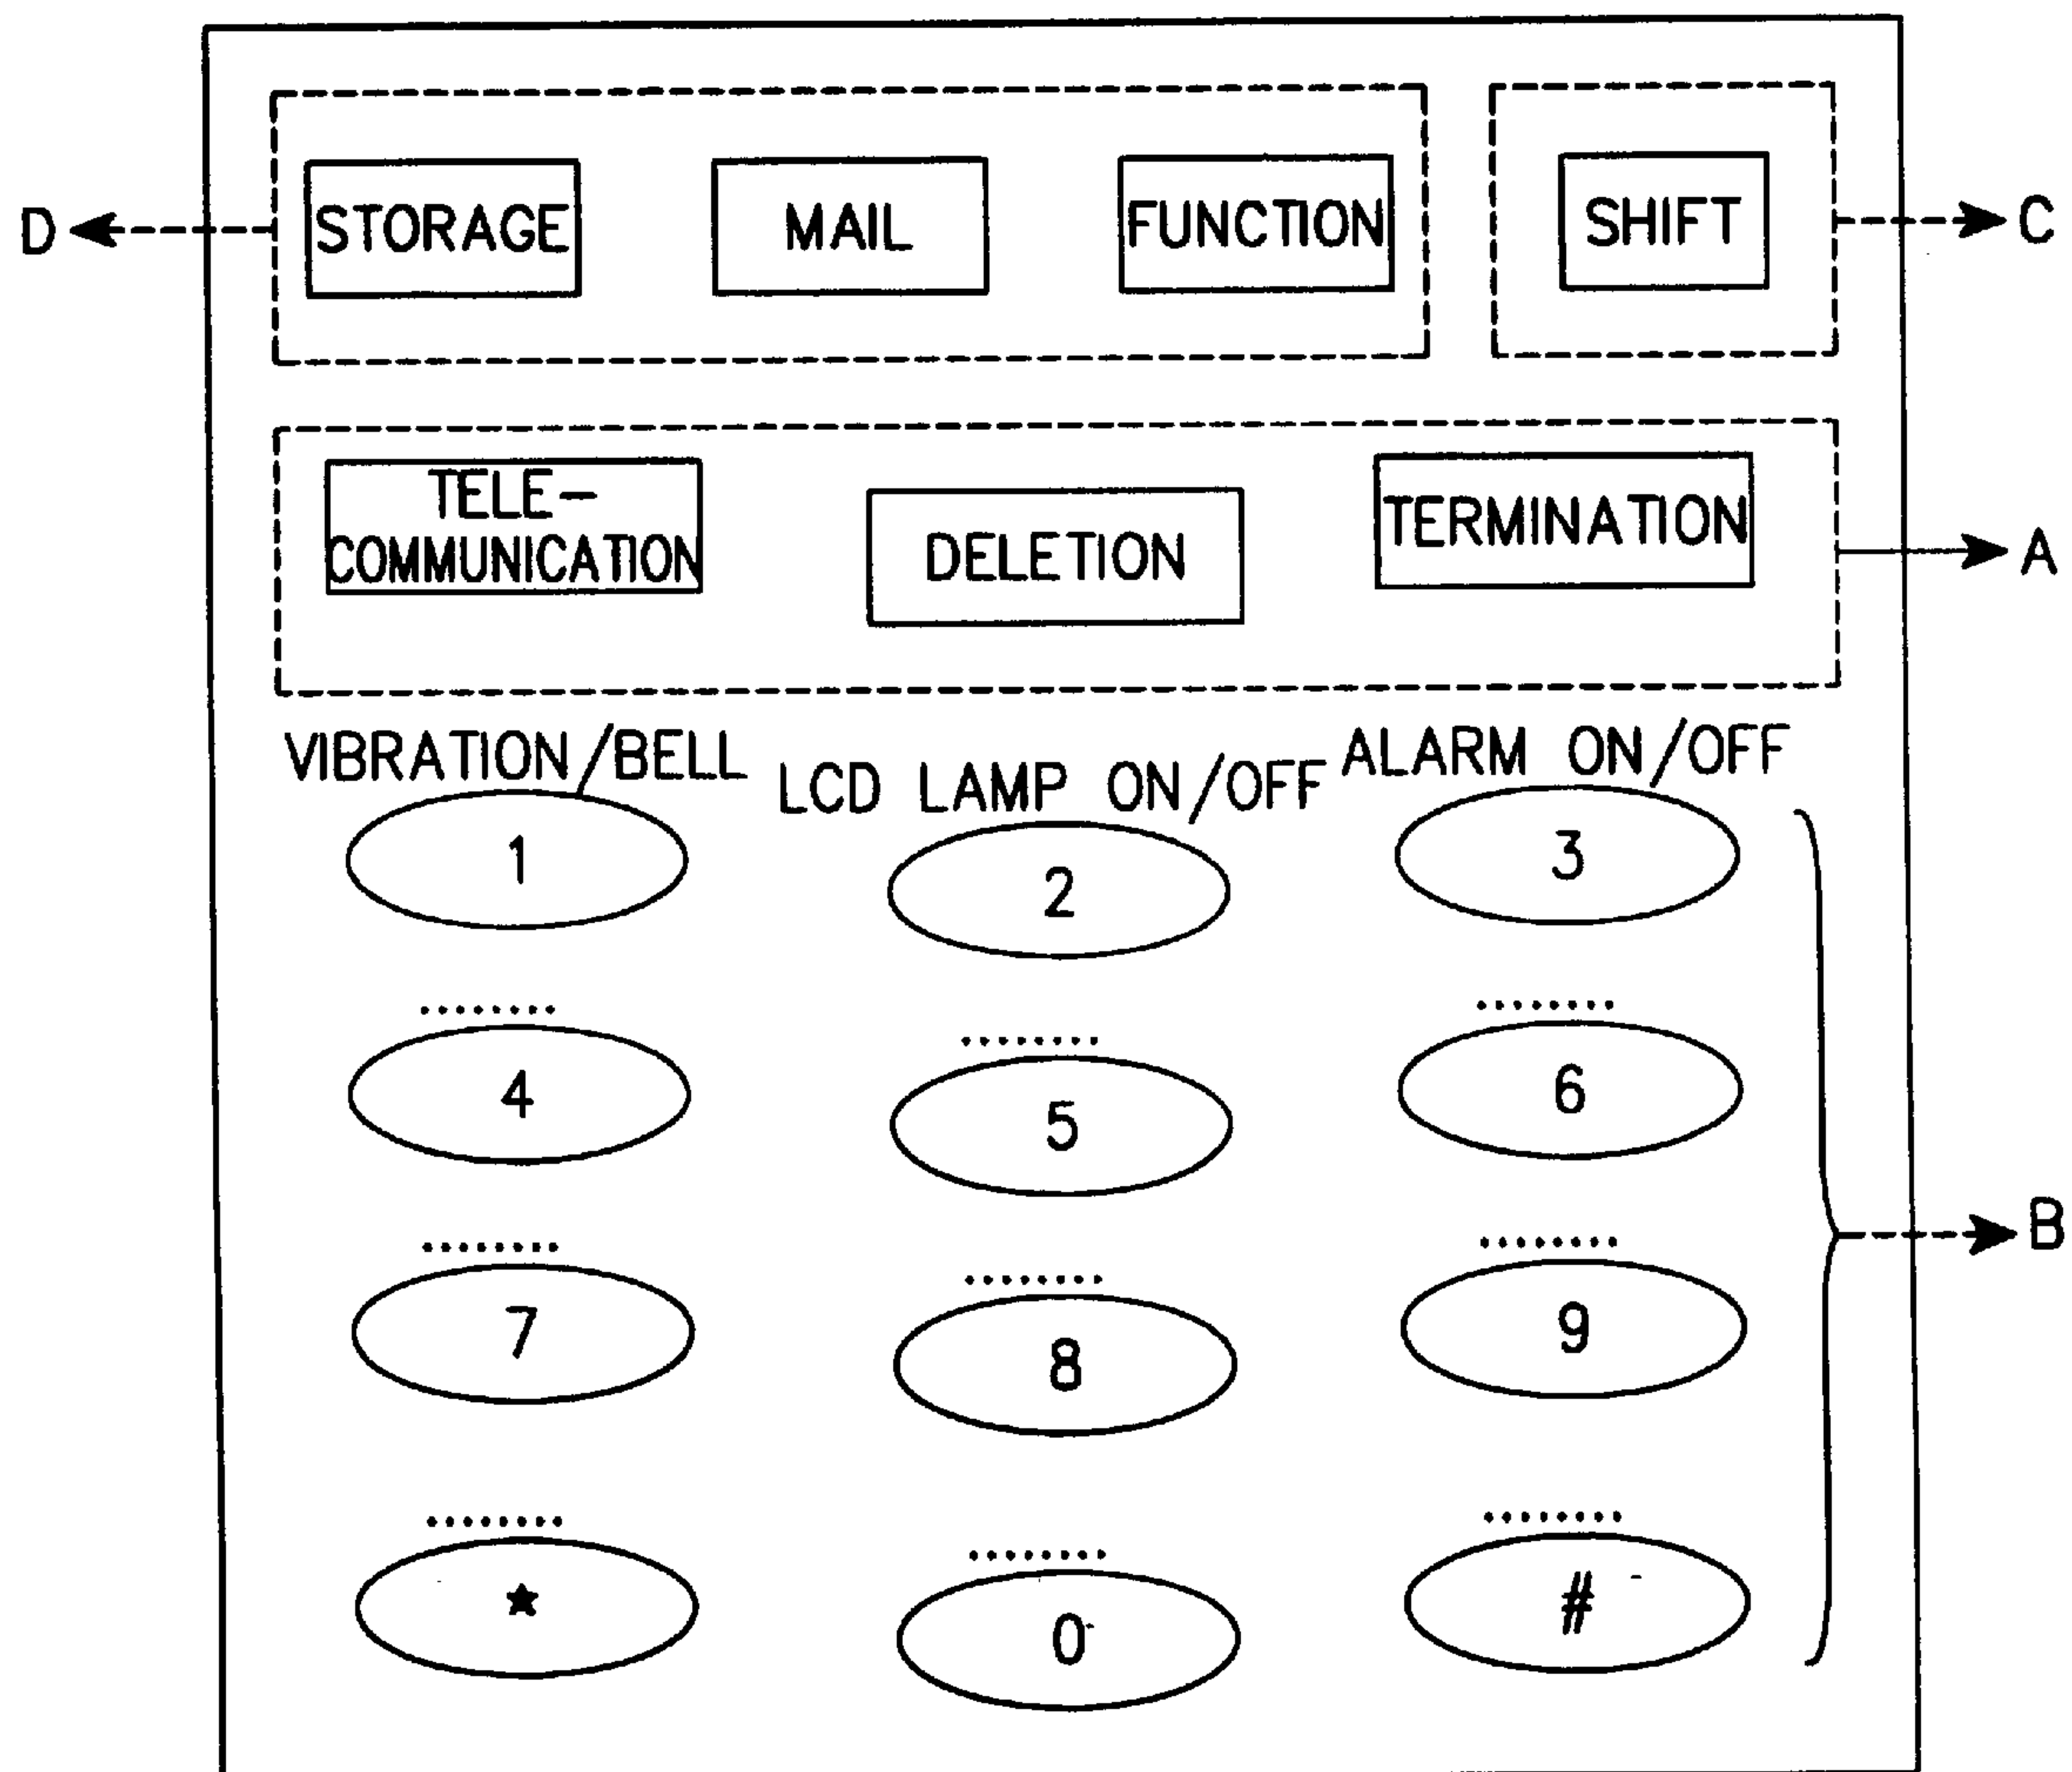 STORAGE MAIL FUNCTION SHIFT
D C
TELE-
COMMUNICATION DELETION TERMINATION
A
VIBRATION/BELL LCD LAMP ON/OFF ALARM ON/OFF
1 2 3
........ ........ ........
4 5 6
........ ........ ........
7 8 9
B
........ ........ ........
★ 0 #